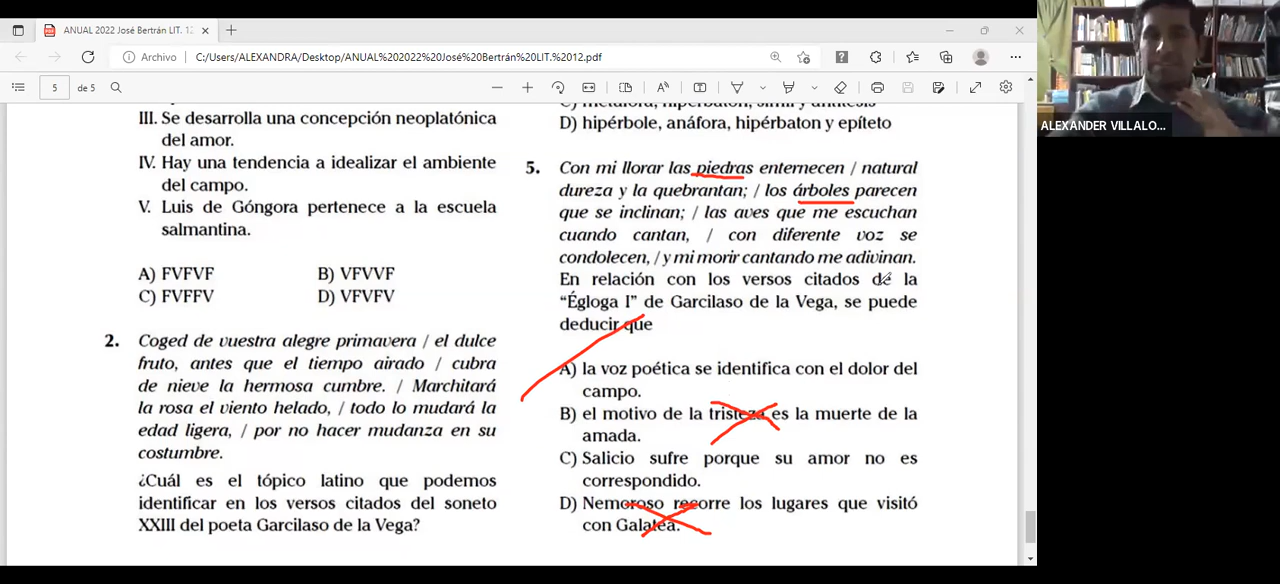 ANUAL 2022 José Bertrán LIT. 12
Archivo
C:/Users/ALEXANDRA/Desktop/ANUAL%202022%20José%20Bertrán%20LIT.%2012.pdf
5
de 5
ALEXANDER VILLALO...
III. Se desarrolla una concepción neoplatónica
del amor.
IV. Hay una tendencia a idealizar el ambiente
del campo.
V. Luis de Góngora pertenece a la escuela
salmantina.
A) FVFVF B) VFVVF
C) FVFFV D) VFVFV
2. Coged de vuestra alegre primavera / el dulce
fruto, antes que el tiempo airado / cubra
de nieve la hermosa cumbre. / Marchitará
la rosa el viento helado, / todo lo mudará la
edad ligera, / por no hacer mudanza en su
costumbre.
¿Cuál es el tópico latino que podemos
identificar en los versos citados del soneto
XXIII del poeta Garcilaso de la Vega?
C) metáfora, hipérbaton, símil y antítesis
D) hipérbole, anáfora, hipérbaton y epíteto
5. Con mi llorar las piedras enternecen / natural
dureza y la quebrantan; / los árboles parecen
que se inclinan; / las aves que me escuchan
cuando cantan, / con diferente voz se
condolecen, / y mi morir cantando me adivinan.
En relación con los versos citados de la
“Égloga I” de Garcilaso de la Vega, se puede
deducir que
A) la voz poética se identifica con el dolor del
campo.
B) el motivo de la tristeza es la muerte de la
amada.
C) Salicio sufre porque su amor no es
correspondido.
D) Nemoroso recorre los lugares que visitó
con Galatea.